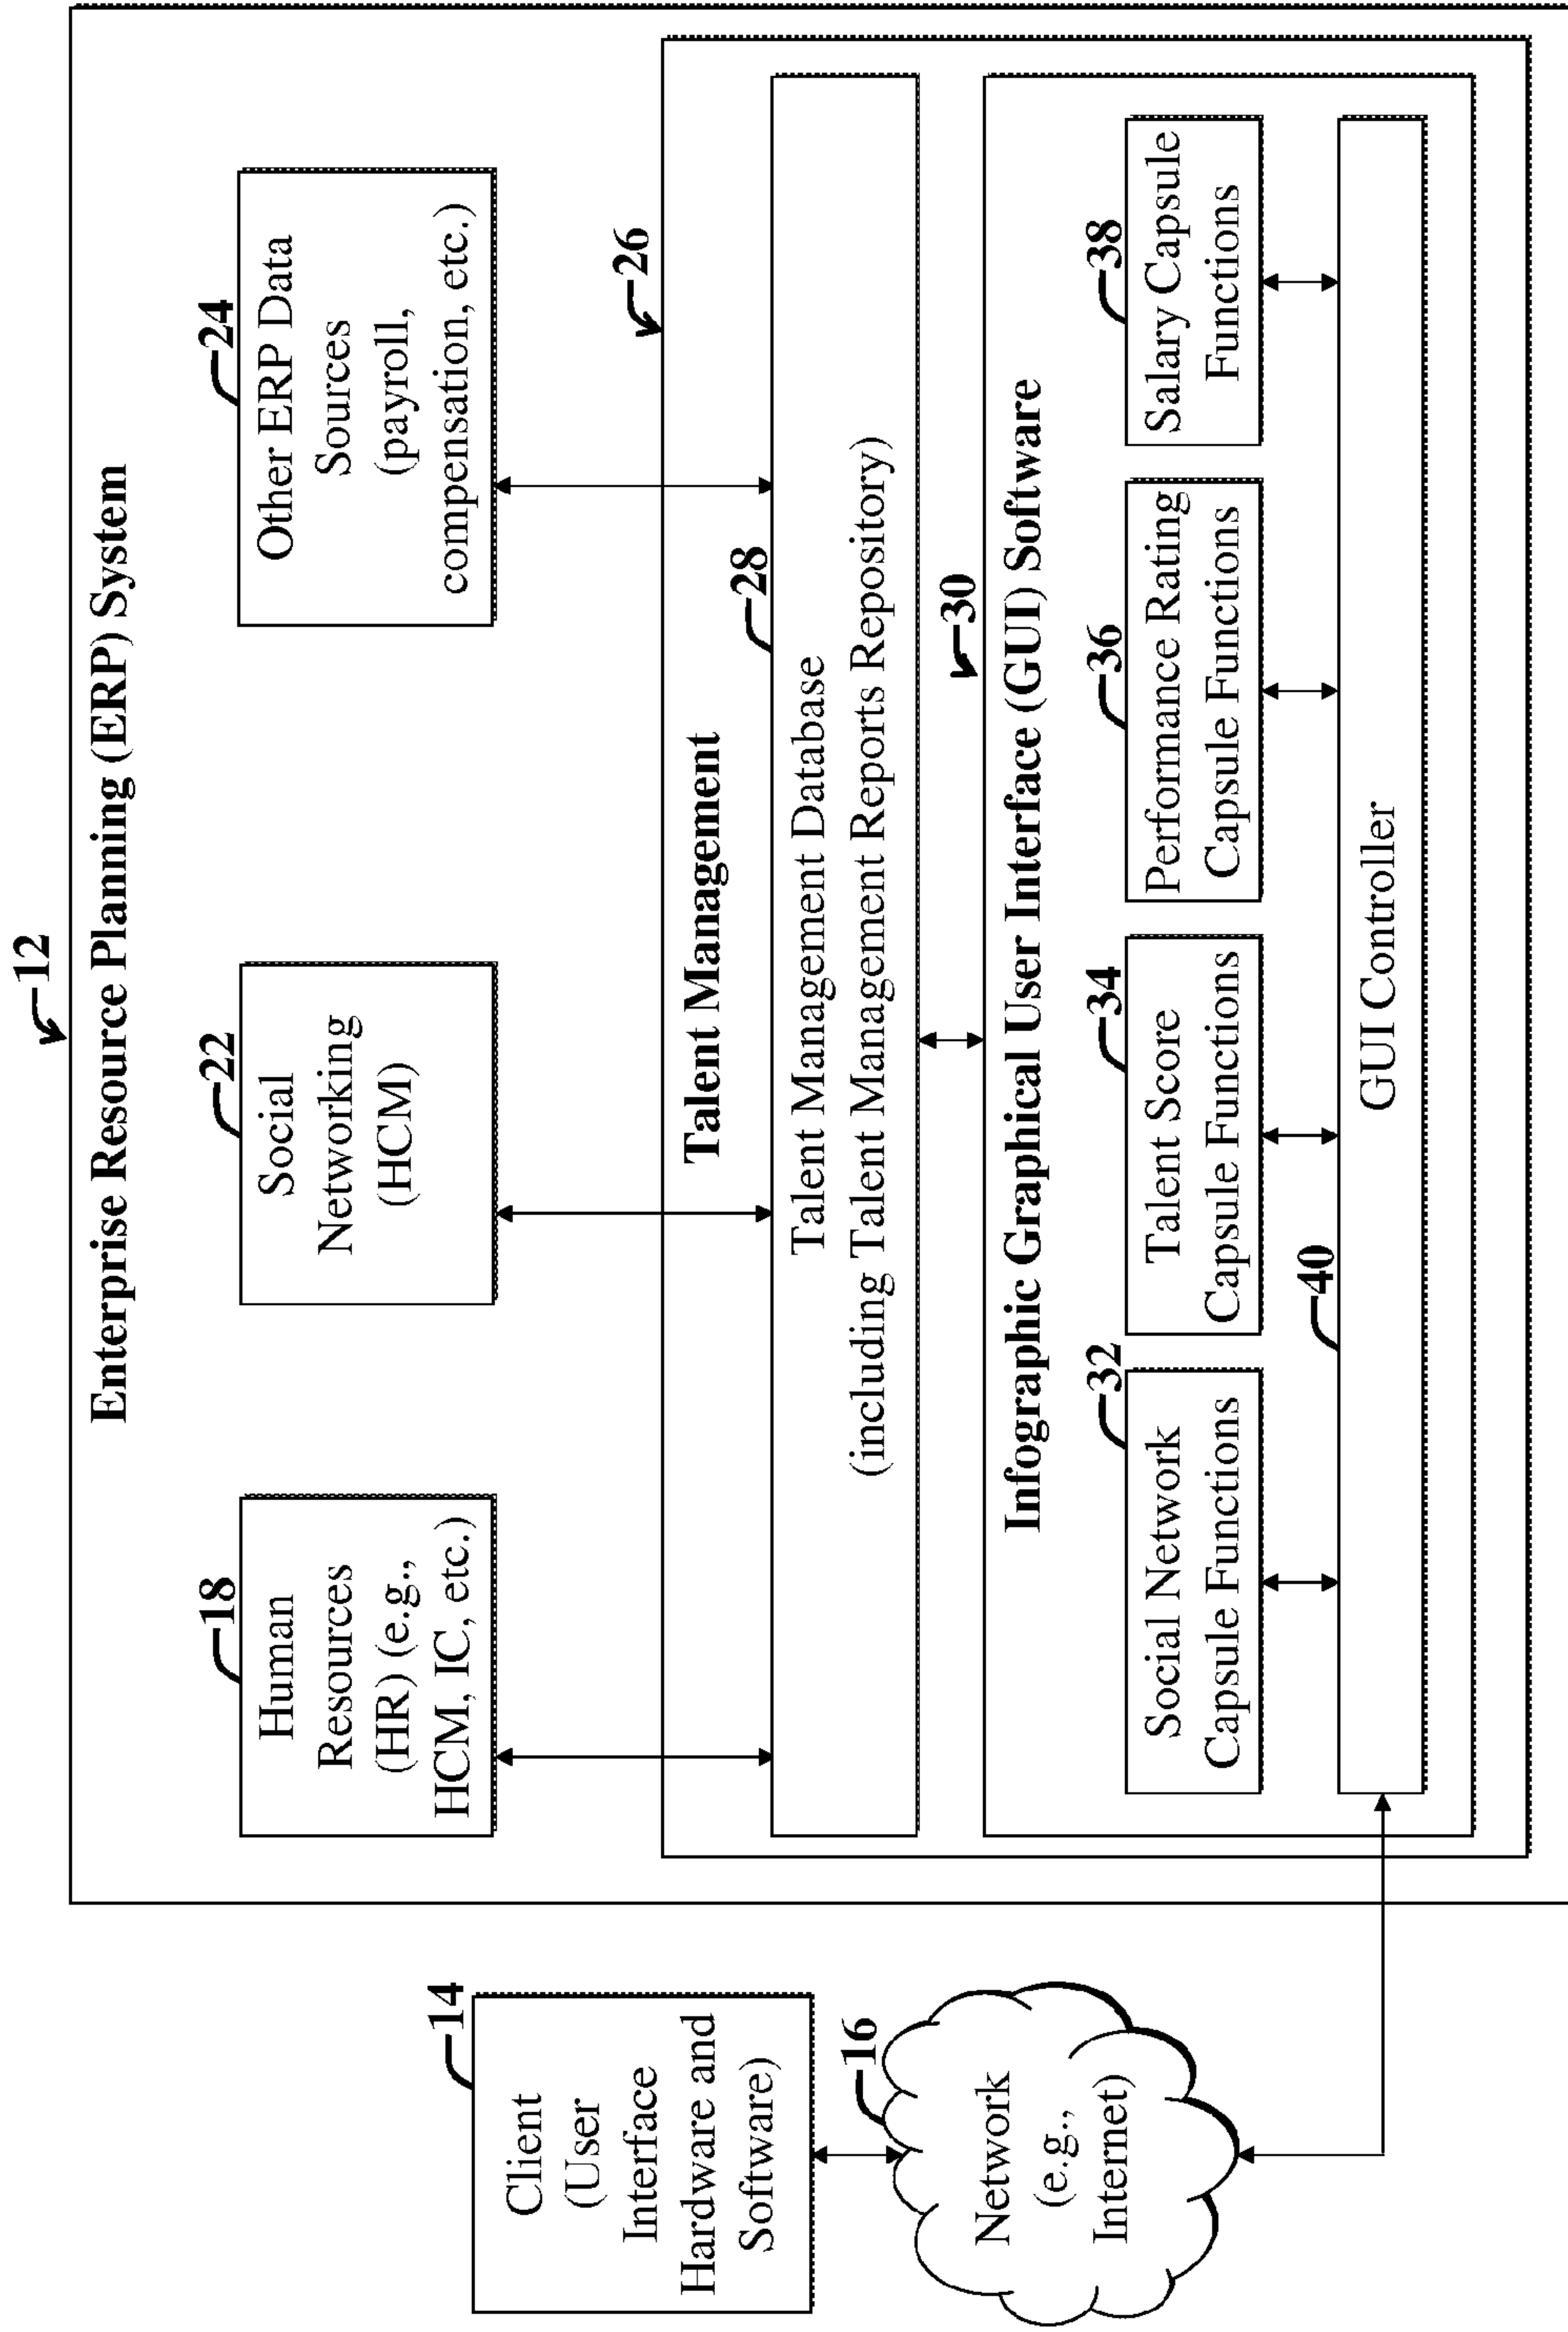 12
Enterprise Resource Planning (ERP) System
14
Client
(User
Interface
Hardware and
Software)
16
Network
(e.g.,
Internet)
18
Human
Resources
(HR) (e.g.,
HCM, IC, etc.)
22
Social
Networking
(HCM)
24
Other ERP Data
Sources
(payroll,
compensation, etc.)
26
Talent Management
28
Talent Management Database
(including Talent Management Reports Repository)
30
Infographic Graphical User Interface (GUI) Software
32
Social Network
Capsule Functions
34
Talent Score
Capsule Functions
36
Performance Rating
Capsule Functions
38
Salary Capsule
Functions
40
GUI Controller